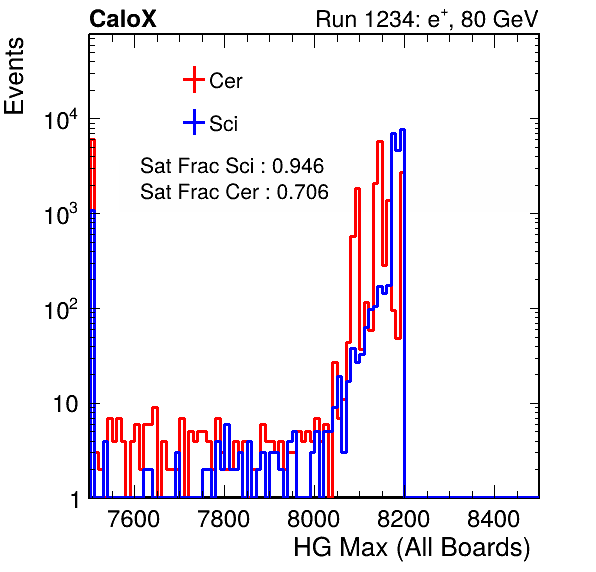 CaloX
Run 1234: e+, 80 GeV
Events
Cer
Sci
Sat Frac Sci : 0.946
Sat Frac Cer : 0.706
10^4
10^3
10^2
10
1
7600 7800 8000 8200 8400
HG Max (All Boards)